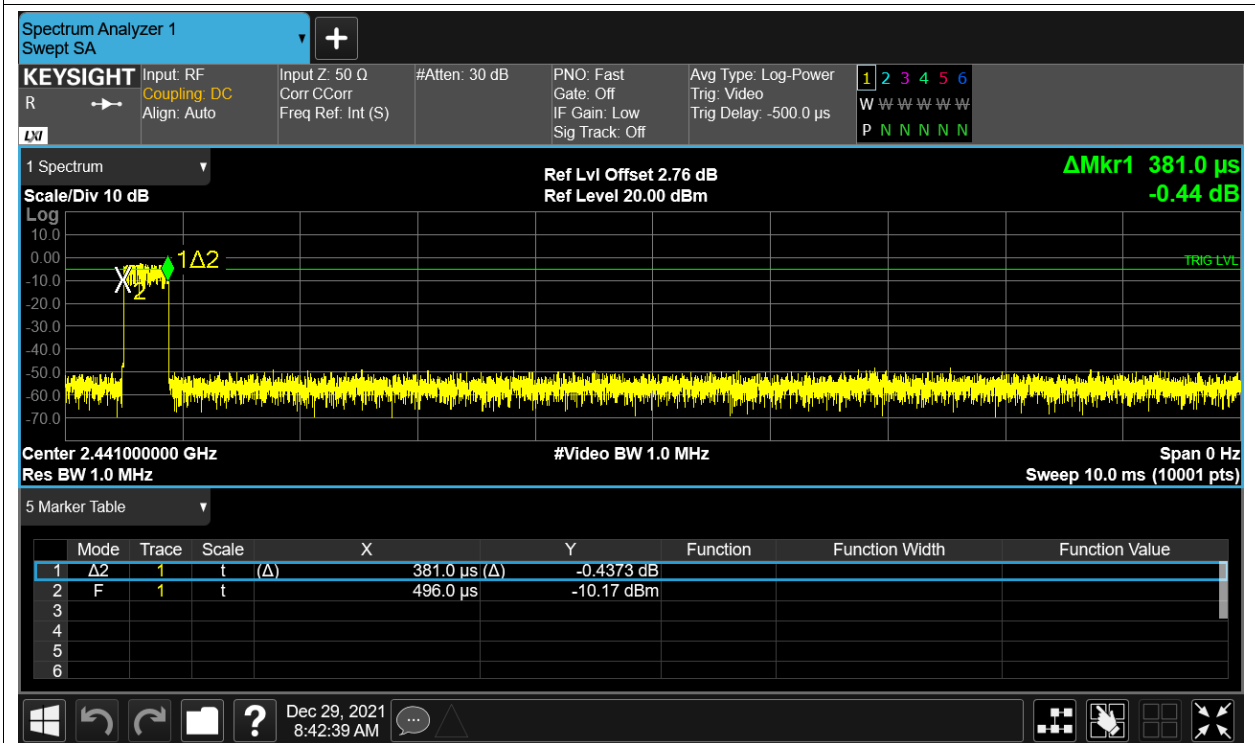 Spectrum Analyzer 1
Swept SA
▼
+
KEYSIGHT Input: RF Input Z: 50 Ω #Atten: 30 dB PNO: Fast Avg Type: Log-Power 1 2 3 4 5 6
R Coupling: DC Corr CCorr Gate: Off Trig: Video W W W W W W
Align: Auto Freq Ref: Int (S) IF Gain: Low Trig Delay: -500.0 µs
LXI Sig Track: Off P N N N N N
1 Spectrum ▼ Ref Lvl Offset 2.76 dB ΔMkr1 381.0 µs
Scale/Div 10 dB Ref Level 20.00 dBm -0.44 dB
Log
10.0
0.00 1Δ2 TRIG LVL
-10.0 X 2
-20.0
-30.0
-40.0
-50.0
-60.0
-70.0
Center 2.441000000 GHz #Video BW 1.0 MHz Span 0 Hz
Res BW 1.0 MHz Sweep 10.0 ms (10001 pts)
5 Marker Table ▼
Mode Trace Scale X Y Function Function Width Function Value
1 Δ2 1 t (Δ) 381.0 µs (Δ) -0.4373 dB
2 F 1 t 496.0 µs -10.17 dBm
3
4
5
6
? Dec 29, 2021
8:42:39 AM